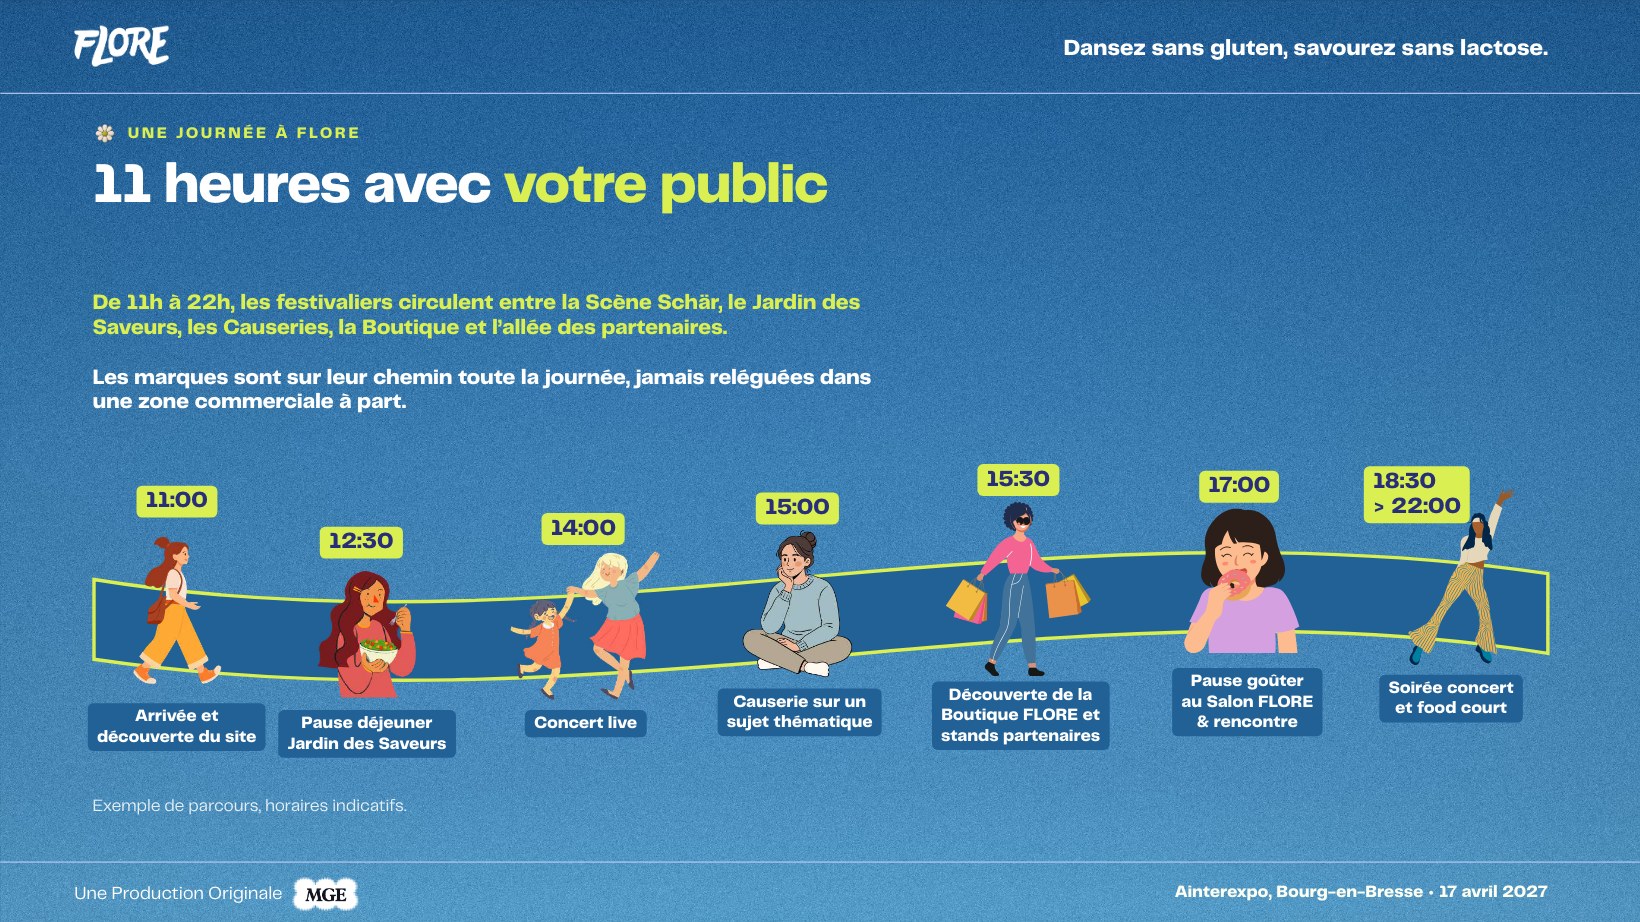 FLORE
Dansez sans gluten, savourez sans lactose.
UNE JOURNÉE À FLORE
11 heures avec votre public
De 11h à 22h, les festivaliers circulent entre la Scène Schär, le Jardin des
Saveurs, les Causeries, la Boutique et l’allée des partenaires.
Les marques sont sur leur chemin toute la journée, jamais reléguées dans
une zone commerciale à part.
11:00
Arrivée et
découverte du site
12:30
Pause déjeuner
Jardin des Saveurs
14:00
Concert live
15:00
Causerie sur un
sujet thématique
15:30
Découverte de la
Boutique FLORE et
stands partenaires
17:00
Pause goûter
au Salon FLORE
& rencontre
18:30
> 22:00
Soirée concert
et food court
Exemple de parcours, horaires indicatifs.
Une Production Originale MGE
Ainterexpo, Bourg-en-Bresse • 17 avril 2027